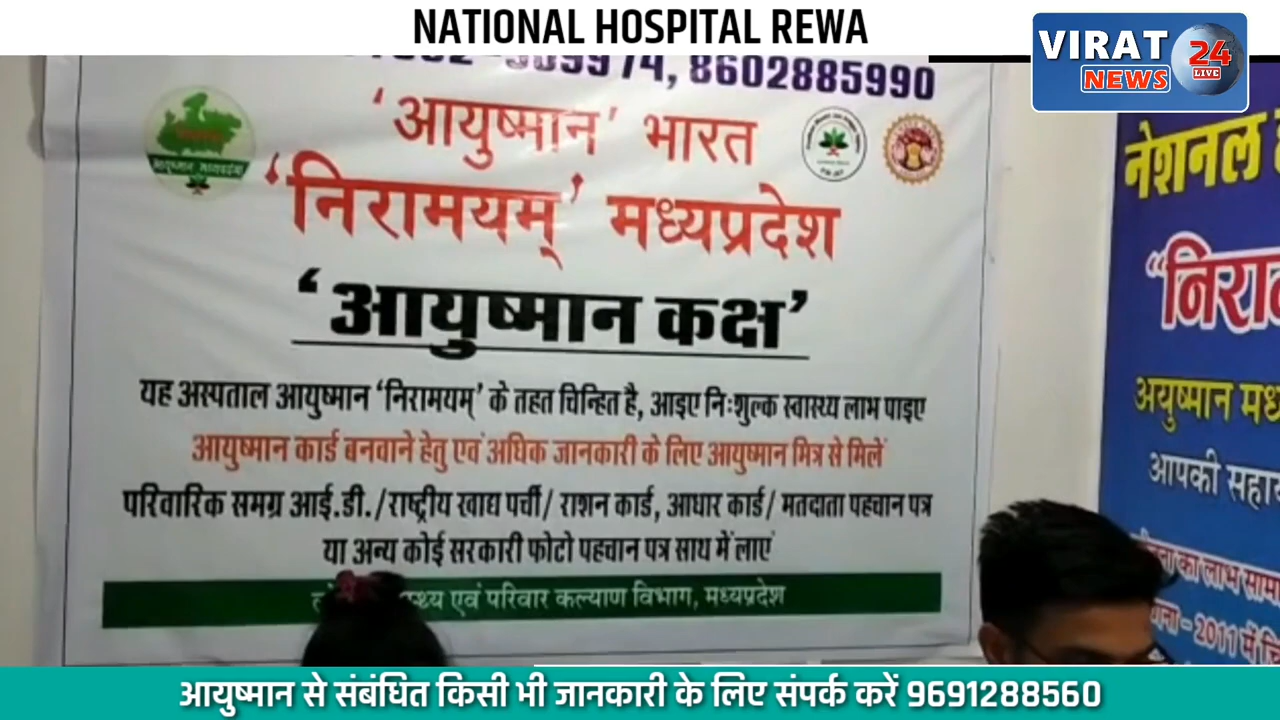 NATIONAL HOSPITAL REWA
VIRAT
24
NEWS
LIVE
8602885990
'आयुष्मान' भारत
'निरामयम्' मध्यप्रदेश
'आयुष्मान कक्ष'
यह अस्पताल आयुष्मान 'निरामयम्' के तहत चिन्हित है, आइए निःशुल्क स्वास्थ्य लाभ पाइए
आयुष्मान कार्ड बनवाने हेतु एवं अधिक जानकारी के लिए आयुष्मान मित्र से मिलें
परिवारिक समग्र आई.डी./राष्ट्रीय खाद्य पर्ची/ राशन कार्ड, आधार कार्ड/ मतदाता पहचान पत्र
या अन्य कोई सरकारी फोटो पहचान पत्र साथ में लाएं
एवं परिवार कल्याण विभाग, मध्यप्रदेश
नेशनल
"निरा
अयुष्मान मध्
आपकी सहा
का लाभ सामा
- 2011 में
आयुष्मान से संबंधित किसी भी जानकारी के लिए संपर्क करें 9691288560